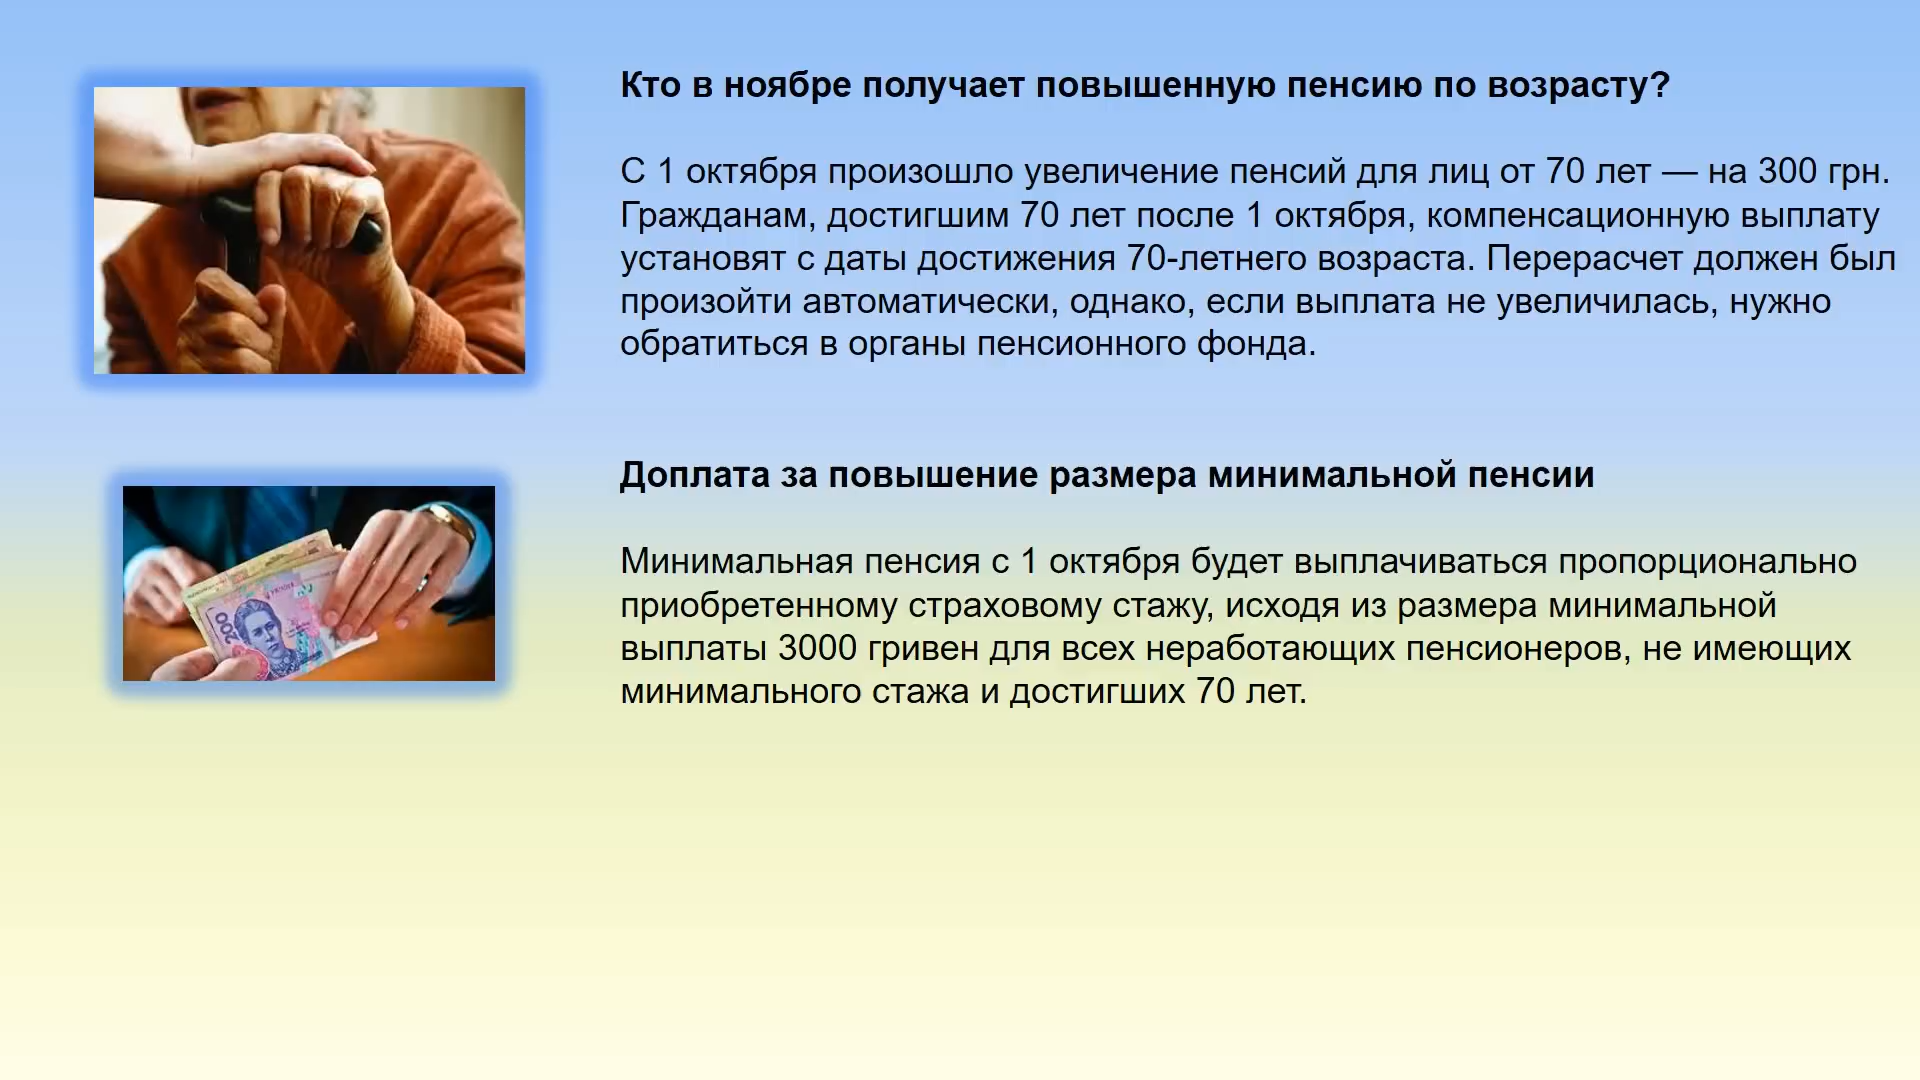 Кто в ноябре получает повышенную пенсию по возрасту?
С 1 октября произошло увеличение пенсий для лиц от 70 лет — на 300 грн.
Гражданам, достигшим 70 лет после 1 октября, компенсационную выплату
установят с даты достижения 70-летнего возраста. Перерасчет должен был
произойти автоматически, однако, если выплата не увеличилась, нужно
обратиться в органы пенсионного фонда.
Доплата за повышение размера минимальной пенсии
Минимальная пенсия с 1 октября будет выплачиваться пропорционально
приобретенному страховому стажу, исходя из размера минимальной
выплаты 3000 гривен для всех неработающих пенсионеров, не имеющих
минимального стажа и достигших 70 лет.
200